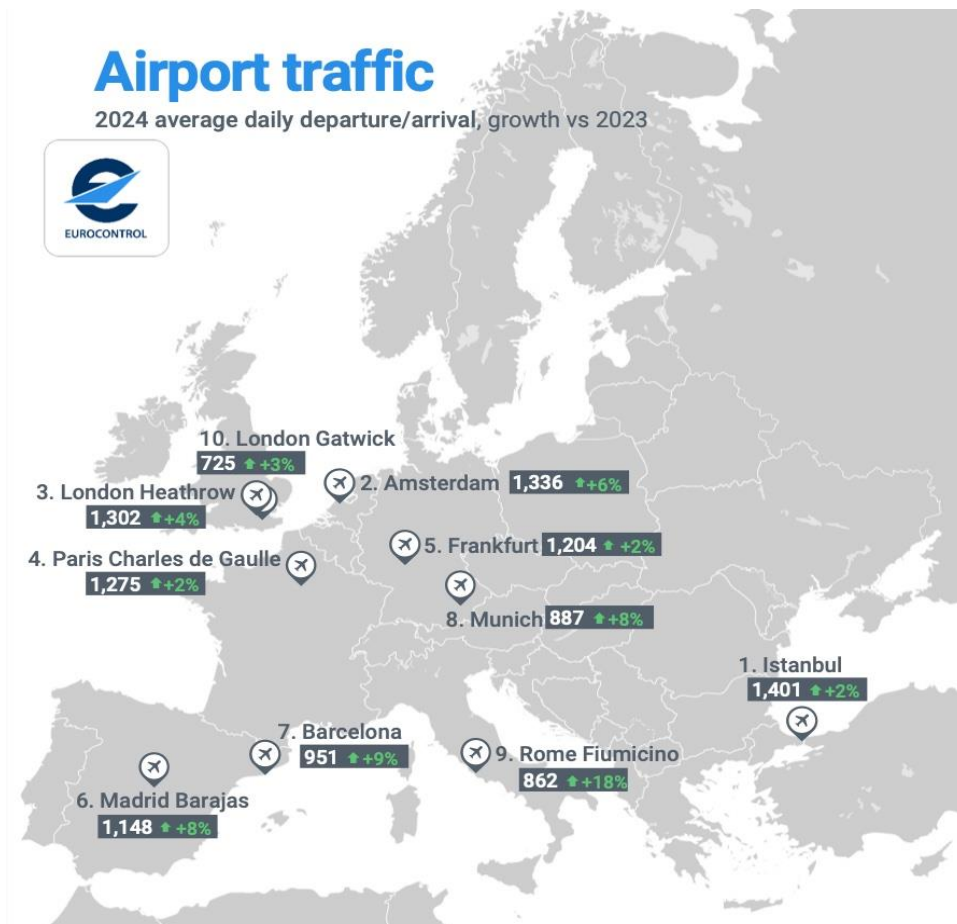 Airport traffic
2024 average daily departure/arrival, growth vs 2023
EUROCONTROL
10. London Gatwick
725 +3%
3. London Heathrow
1,302 +4%
2. Amsterdam 1,336 +6%
4. Paris Charles de Gaulle
1,275 +2%
5. Frankfurt 1,204 +2%
8. Munich 887 +8%
1. Istanbul
1,401 +2%
7. Barcelona
951 +9%
9. Rome Fiumicino
862 +18%
6. Madrid Barajas
1,148 +8%